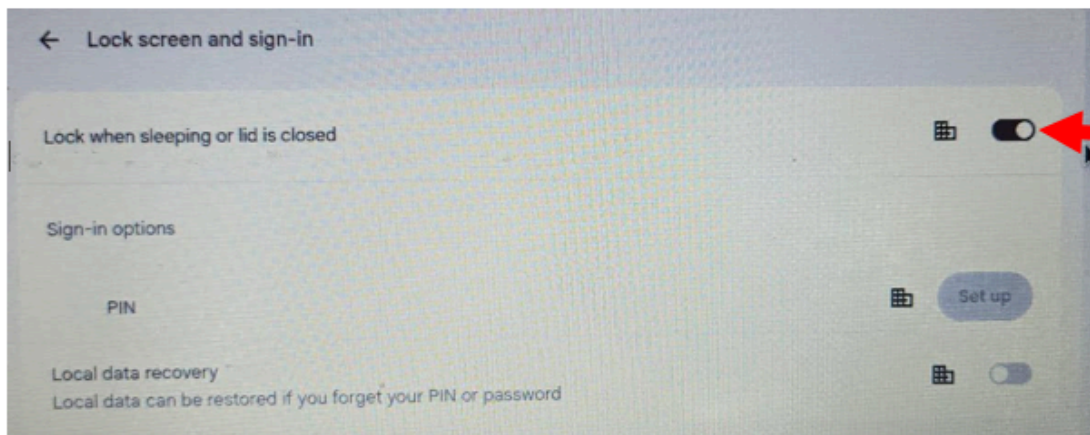 Lock screen and sign-in
Lock when sleeping or lid is closed
Sign-in options
PIN
Set up
Local data recovery
Local data can be restored if you forget your PIN or password